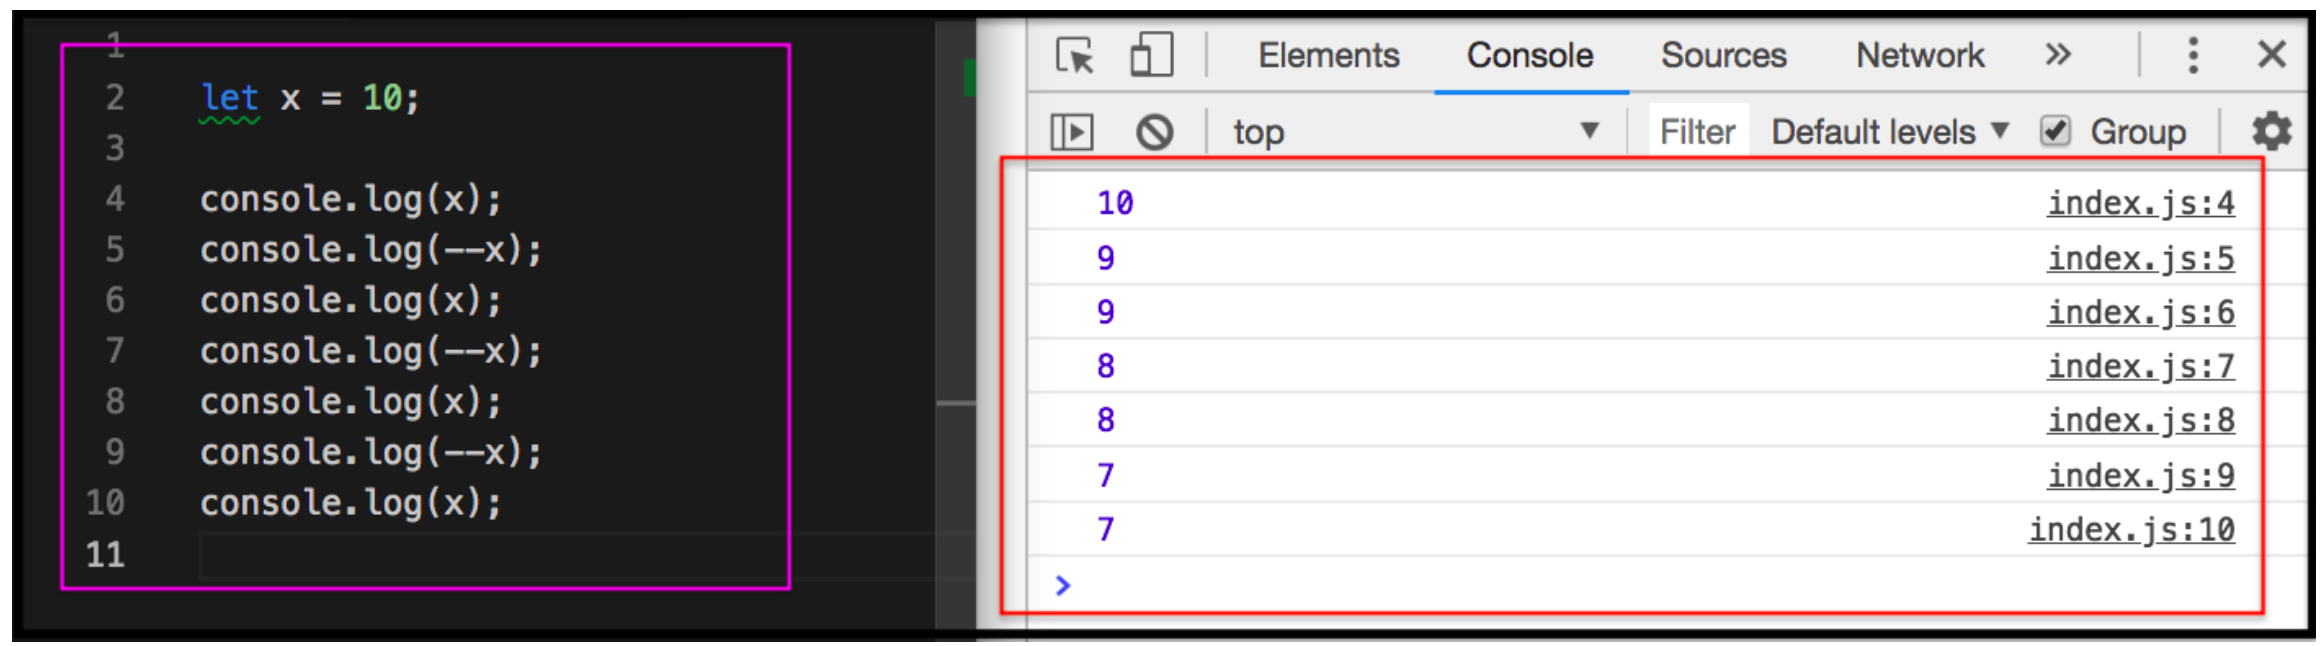 1
2 let x = 10;
3
4 console.log(x);
5 console.log(--x);
6 console.log(x);
7 console.log(--x);
8 console.log(x);
9 console.log(--x);
10 console.log(x);
11
Elements Console Sources Network »
top ▼ Filter Default levels ▼ Group
10 index.js:4
9 index.js:5
9 index.js:6
8 index.js:7
8 index.js:8
7 index.js:9
7 index.js:10
>